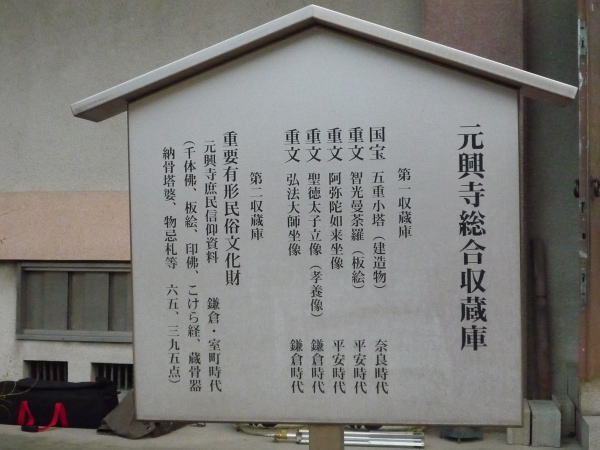 元興寺総合収蔵庫
第一収蔵庫
国宝 五重小塔（建造物） 奈良時代
重文 智光曼荼羅（板絵） 平安時代
重文 阿弥陀如来坐像 平安時代
重文 聖徳太子立像（孝養像） 鎌倉時代
重文 弘法大師坐像 鎌倉時代
第二収蔵庫
重要有形民俗文化財
元興寺庶民信仰資料 鎌倉・室町時代
（千体佛、板絵、印佛、こけら経、蔵骨器
納骨塔婆、物忌札等 六五、三九五点）